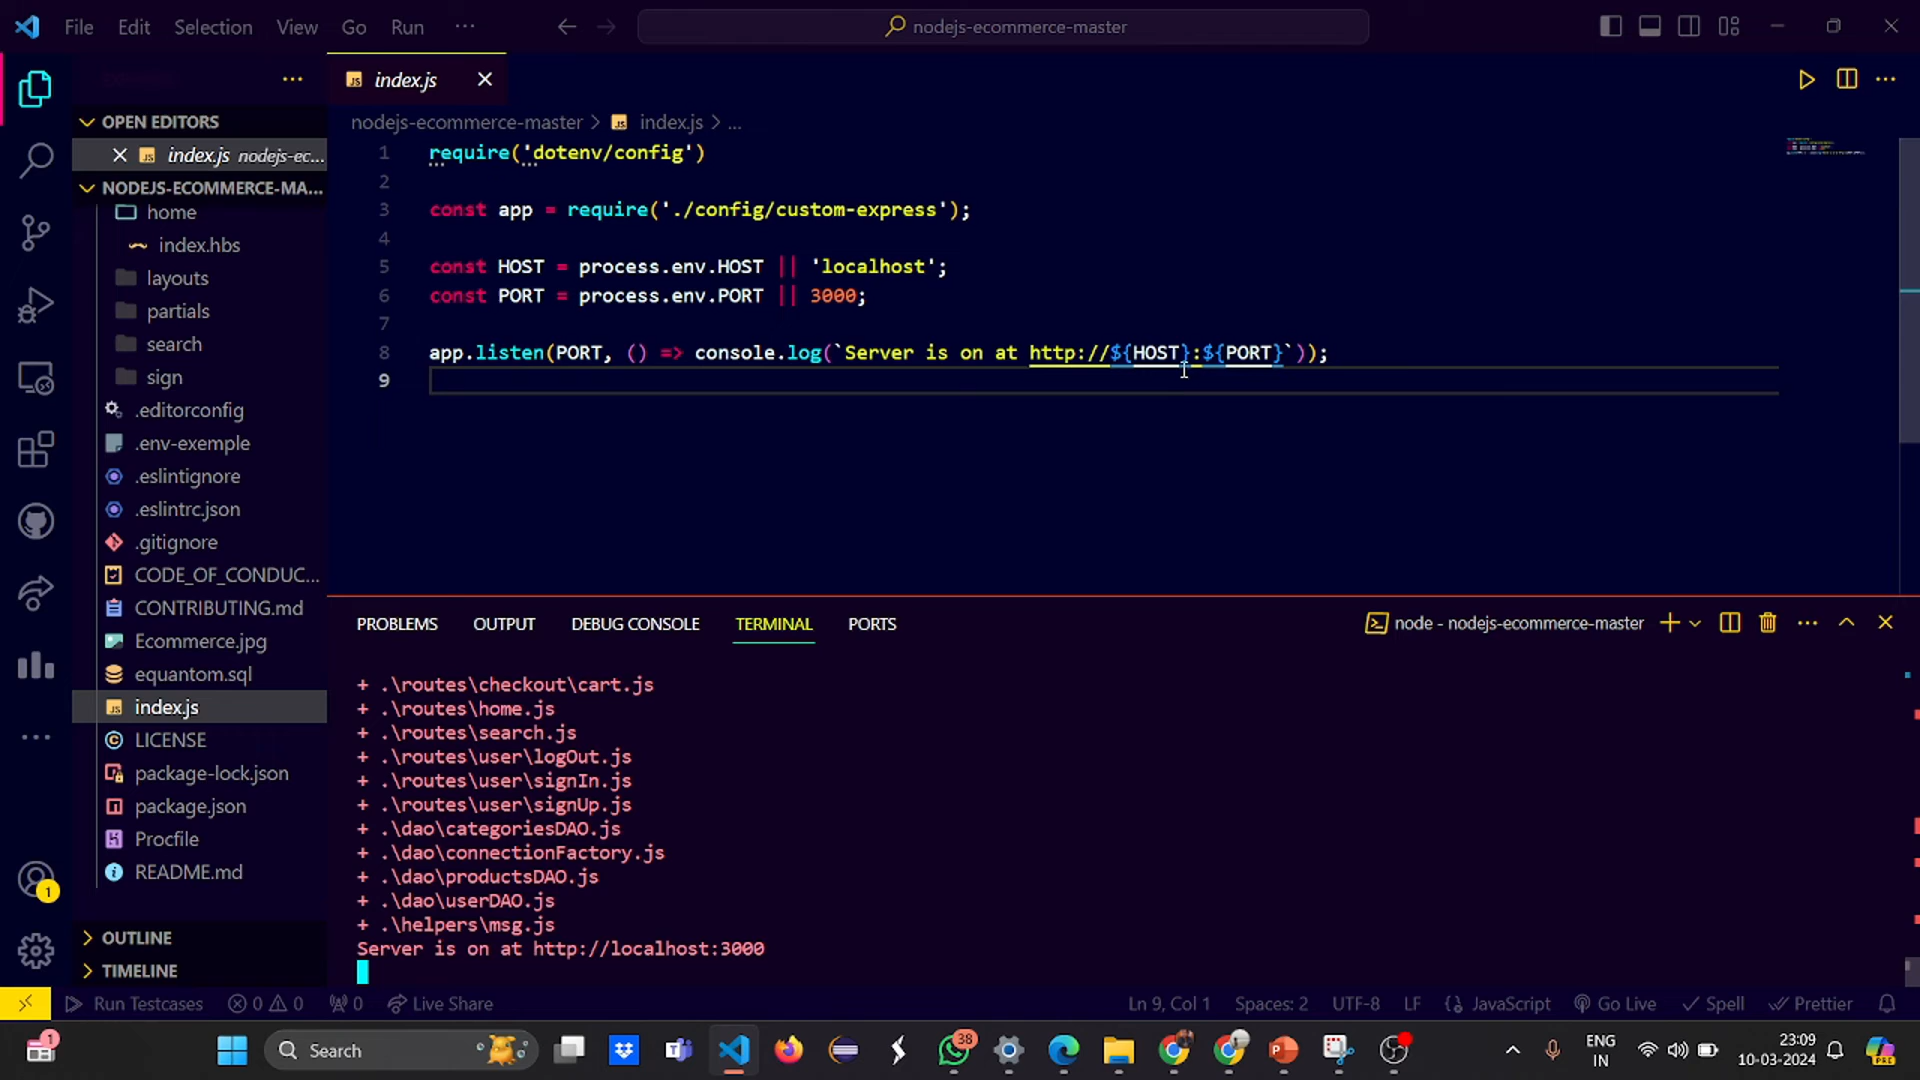 File Edit Selection View Go Run ··· nodejs-ecommerce-master
index.js
OPEN EDITORS
index.js nodejs-ec...
NODEJS-ECOMMERCE-MA...
home
index.hbs
layouts
partials
search
sign
.editorconfig
.env-exemple
.eslintignore
.eslintrc.json
.gitignore
CODE_OF_CONDUC...
CONTRIBUTING.md
Ecommerce.jpg
equantom.sql
index.js
LICENSE
package-lock.json
package.json
Procfile
README.md
OUTLINE
TIMELINE
1
nodejs-ecommerce-master > index.js > ...
1 require('dotenv/config')
2
3 const app = require('./config/custom-express');
4
5 const HOST = process.env.HOST || 'localhost';
6 const PORT = process.env.PORT || 3000;
7
8 app.listen(PORT, () => console.log(`Server is on at http://${HOST}:${PORT}`));
9
PROBLEMS OUTPUT DEBUG CONSOLE TERMINAL PORTS node - nodejs-ecommerce-master
+ .\routes\checkout\cart.js
+ .\routes\home.js
+ .\routes\search.js
+ .\routes\user\logOut.js
+ .\routes\user\signIn.js
+ .\routes\user\signUp.js
+ .\dao\categoriesDAO.js
+ .\dao\connectionFactory.js
+ .\dao\productsDAO.js
+ .\dao\userDAO.js
+ .\helpers\msg.js
Server is on at http://localhost:3000
Run Testcases 0 0 0 Live Share Ln 9, Col 1 Spaces: 2 UTF-8 LF JavaScript Go Live Spell Prettier
1 Search 38 ENG 23:09
IN 10-03-2024 PRE